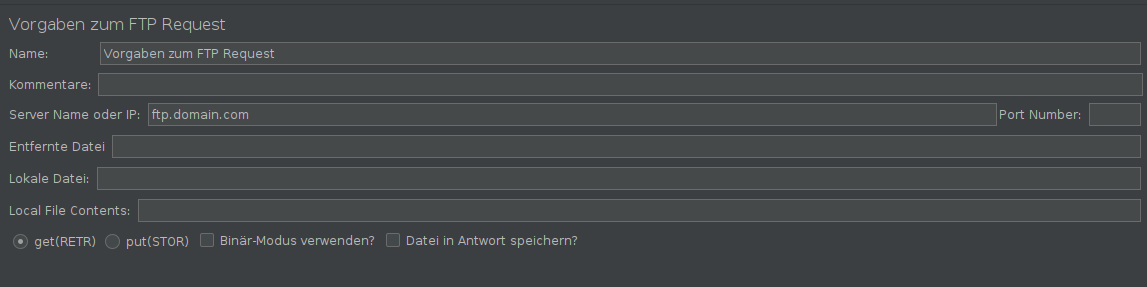 Vorgaben zum FTP Request
Name: Vorgaben zum FTP Request
Kommentare:
Server Name oder IP: ftp.domain.com Port Number:
Entfernte Datei
Lokale Datei:
Local File Contents:
get(RETR) put(STOR) Binär-Modus verwenden? Datei in Antwort speichern?